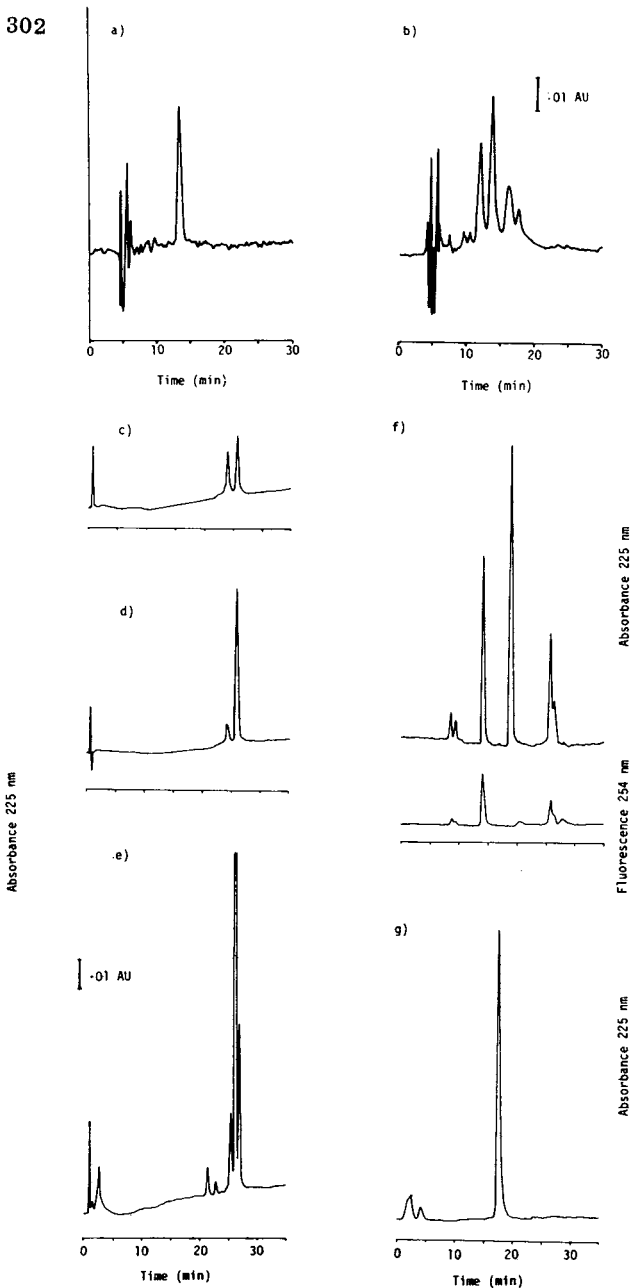 302
a)
b)
.01 AU
0 10 20 30
Time (min)
0 10 20 30
Time (min)
c)
d)
Absorbance 225 nm
e)
.01 AU
0 10 20 30
Time (min)
f)
Absorbance 225 nm
Fluorescence 254 nm
g)
Absorbance 225 nm
0 10 20 30
Time (min)